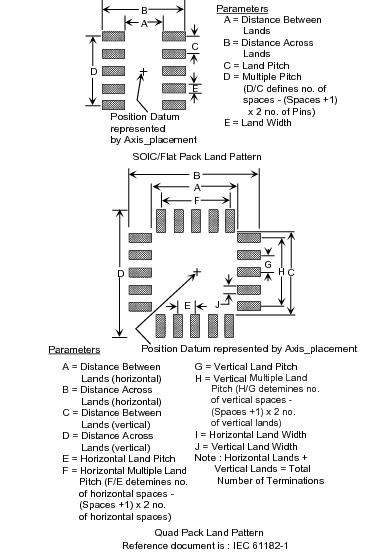 B
A
C
D
E
Position Datum
represented
by Axis_placement
Parameters
A = Distance Between
Lands
B = Distance Across
Lands
C = Land Pitch
D = Multiple Pitch
(D/C defines no. of
spaces - (Spaces +1)
x 2 no. of Pins)
E = Land Width
SOIC/Flat Pack Land Pattern
B
A
F
D
G
H
C
E
J
Position Datum represented by Axis_placement
Parameters
A = Distance Between
Lands (horizontal)
B = Distance Across
Lands (horizontal)
C = Distance Between
Lands (vertical)
D = Distance Across
Lands (vertical)
E = Horizontal Land Pitch
F = Horizontal Multiple Land
Pitch (F/E detemines no.
of horizontal spaces -
(Spaces +1) x 2 no.
of horizontal spaces)
G = Vertical Land Pitch
H = Vertical Multiple Land
Pitch (H/G detemines no.
of vertical spaces -
(Spaces +1) x 2 no.
of vertical lands)
I = Horizontal Land Width
J = Vertical Land Width
Note : Horizontal Lands +
Vertical Lands = Total
Number of Terminations
Quad Pack Land Pattern
Reference document is : IEC 61182-1